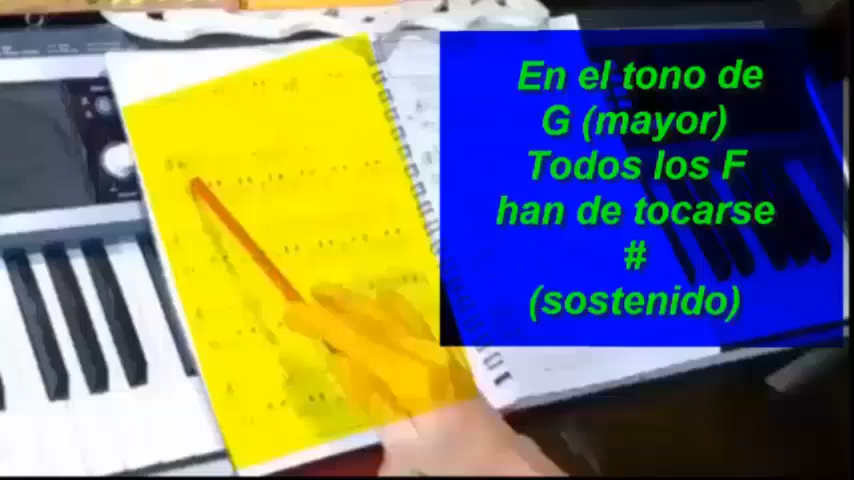 En el tono de
G (mayor)
Todos los F
han de tocarse
#
(sostenido)